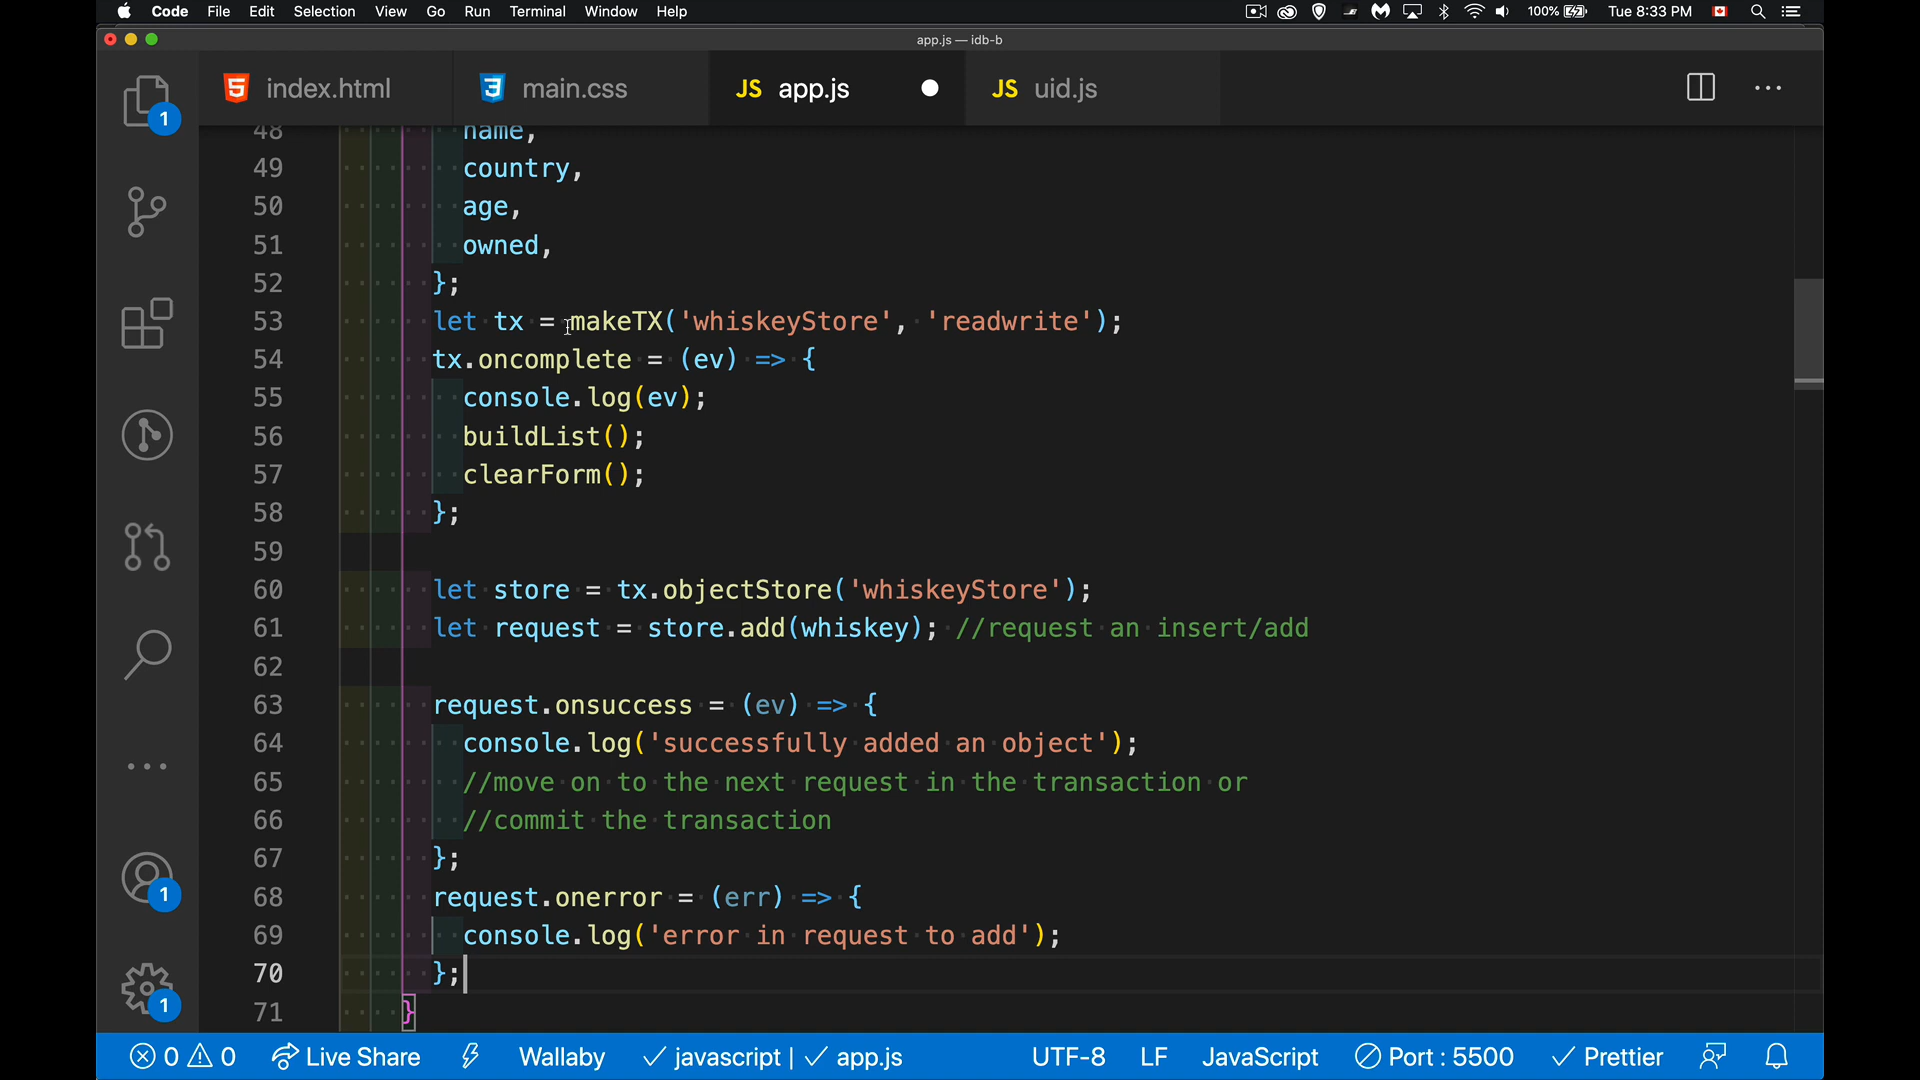 Code File Edit Selection View Go Run Terminal Window Help 100% Tue 8:33 PM
app.js — idb-b
index.html main.css JS app.js JS uid.js
48 name,
49 country,
50 age,
51 owned,
52 };
53 let tx = makeTX('whiskeyStore', 'readwrite');
54 tx.oncomplete = (ev) => {
55 console.log(ev);
56 buildList();
57 clearForm();
58 };
59
60 let store = tx.objectStore('whiskeyStore');
61 let request = store.add(whiskey); //request an insert/add
62
63 request.onsuccess = (ev) => {
64 console.log('successfully added an object');
65 //move on to the next request in the transaction or
66 //commit the transaction
67 };
68 request.onerror = (err) => {
69 console.log('error in request to add');
70 };
71 }
1
1
1
0 0 Live Share Wallaby javascript | app.js UTF-8 LF JavaScript Port : 5500 Prettier